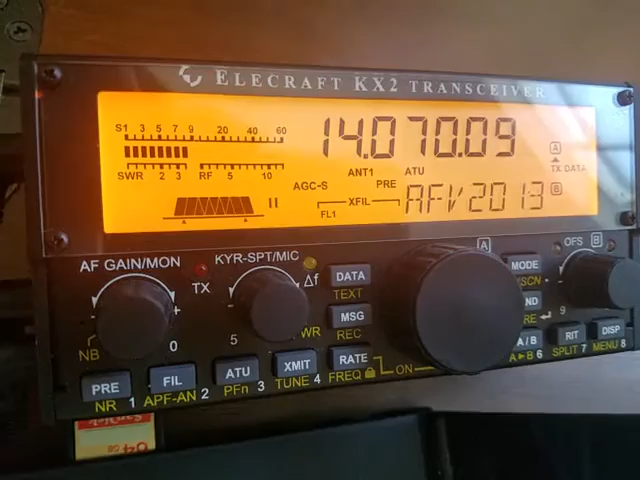 ELECRAFT KX2 TRANSCEIVER
S1 3 5 7 9 20 40 60
SWR 2 3 RF 5 10
14.070.09
A
TX DATA
B
ANT1 ATU
AGC-S PRE
XFIL
FL1
AFV2013
AF GAIN/MON
TX
KYR-SPT/MIC
Δf
DATA
TEXT
A
MODE
OFS B
MSG
REC
5
9
NB
0
RATE
FREQ
ON
A/B
RIT
DISP
PRE
FIL
ATU
XMIT
NR 1
APF-AN 2
PFn 3
TUNE 4
A▶B 6
SPLIT 7
MENU 8